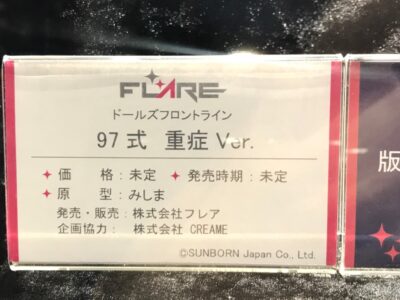 FLARE
ドールズフロントライン
97式 重症 Ver.
価　格：未定 発売時期：未定
原　型：みしま
発売・販売：株式会社フレア
企画協力：　株式会社 CREAME
©SUNBORN Japan Co., Ltd.
版